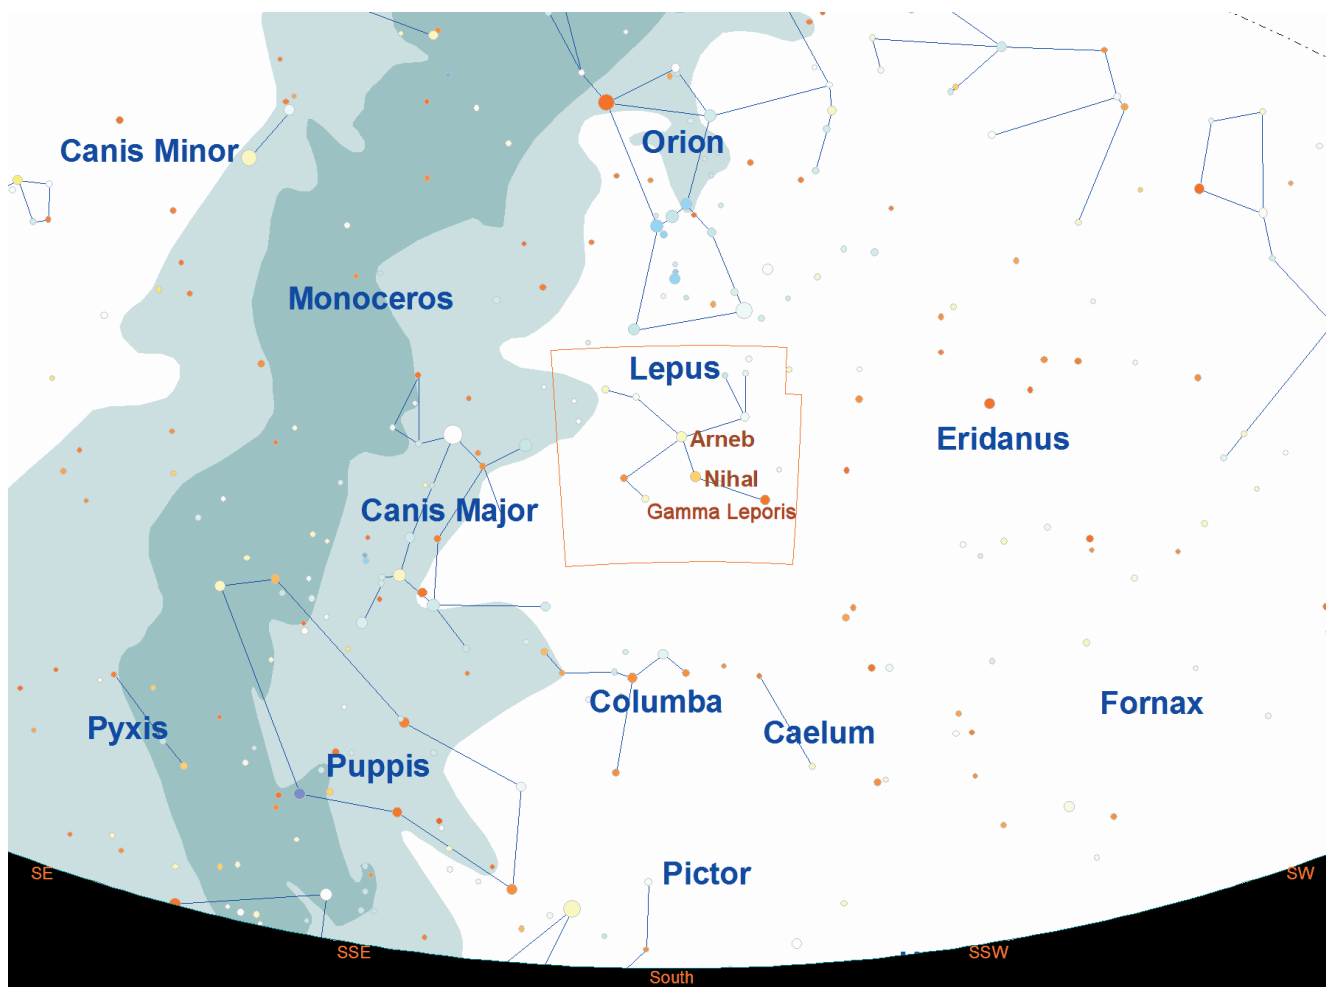 Orion
Canis Minor
Monoceros
Lepus
Arneb
Eridanus
Nihal
Canis Major
Gamma Leporis
Columba
Fornax
Pyxis
Caelum
Puppis
Pictor
SE
SW
SSE
SSW
South